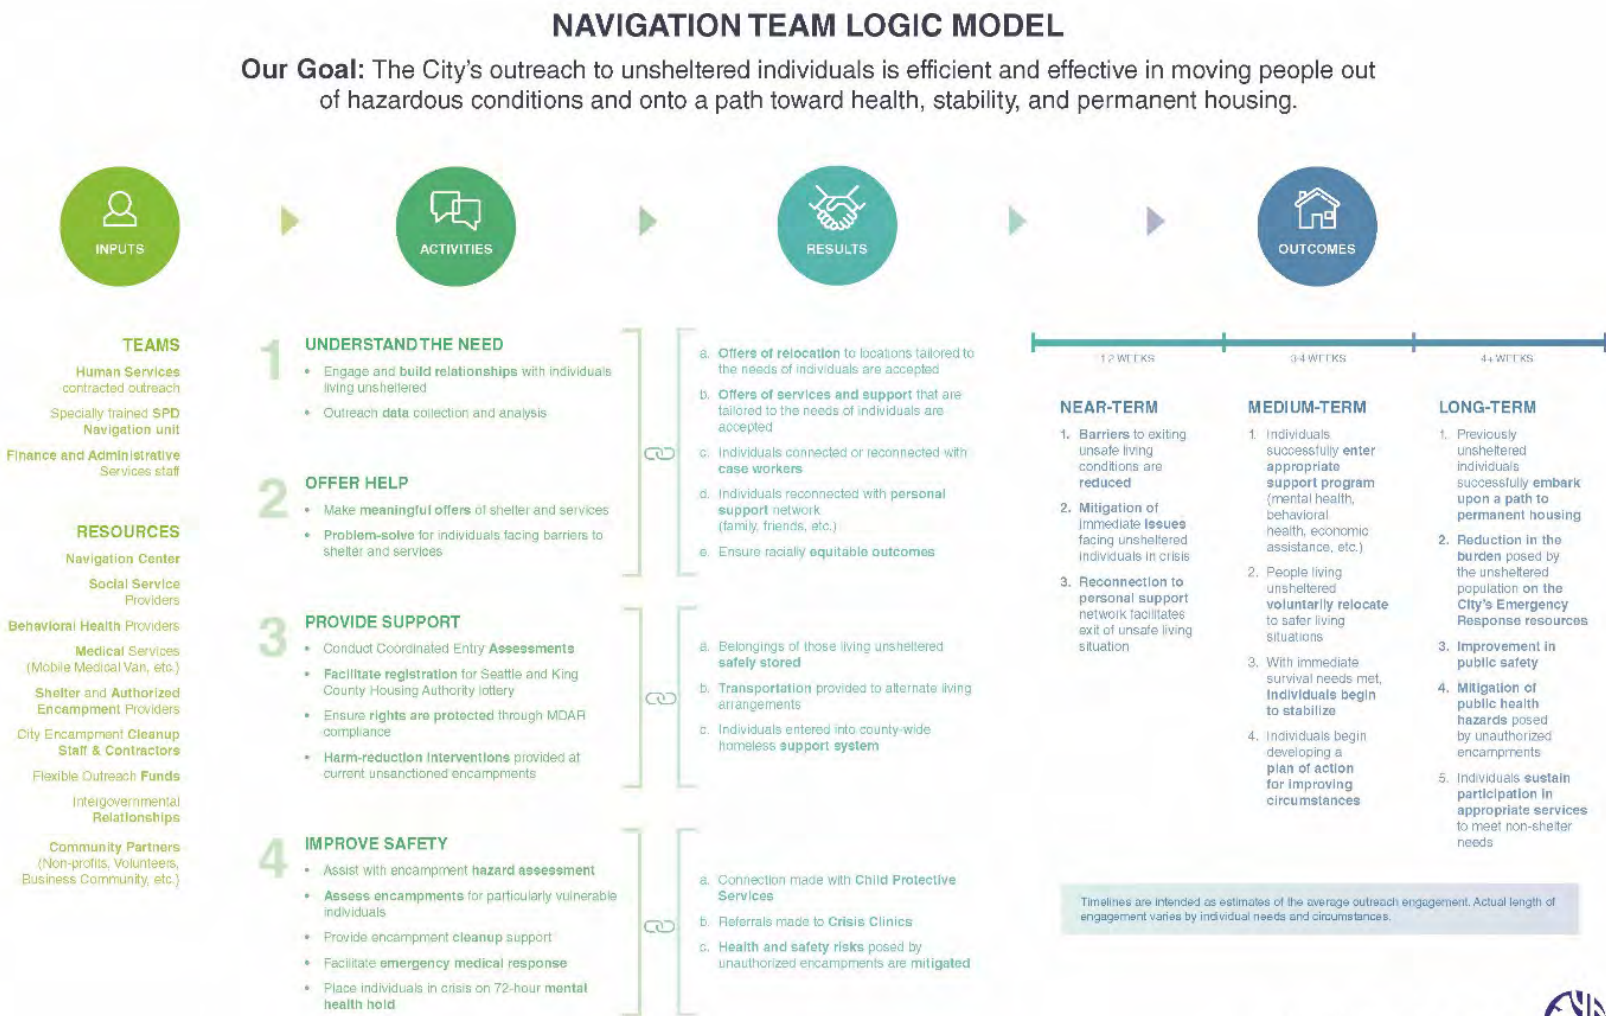 NAVIGATION TEAM LOGIC MODEL
Our Goal: The City's outreach to unsheltered individuals is efficient and effective in moving people out
of hazardous conditions and onto a path toward health, stability, and permanent housing.
INPUTS
ACTIVITIES
RESULTS
OUTCOMES
TEAMS
Human Services
contracted outreach
Specially trained SPD
Navigation unit
Finance and Administrative
Services staff
RESOURCES
Navigation Center
Social Service
Providers
Behavioral Health Providers
Medical Services
(Mobile Medical Van, etc.)
Shelter and Authorized
Encampment Providers
City Encampment Cleanup
Staff & Contractors
Flexible Outreach Funds
Intergovernmental
Relationships
Community Partners
(Non-profits, Volunteers,
Business Community, etc.)
1
UNDERSTAND THE NEED
• Engage and build relationships with individuals
living unsheltered
• Outreach data collection and analysis
2
OFFER HELP
• Make meaningful offers of shelter and services
• Problem-solve for individuals facing barriers to
shelter and services
3
PROVIDE SUPPORT
• Conduct Coordinated Entry Assessments
• Facilitate registration for Seattle and King
County Housing Authority lottery
• Ensure rights are protected through MDAR
compliance
• Harm-reduction interventions provided at
current unsanctioned encampments
4
IMPROVE SAFETY
• Assist with encampment hazard assessment
• Assess encampments for particularly vulnerable
individuals
• Provide encampment cleanup support
• Facilitate emergency medical response
• Place individuals in crisis on 72-hour mental
health hold
a. Offers of relocation to locations tailored to
the needs of individuals are accepted
b. Offers of services and support that are
tailored to the needs of individuals are
accepted
c. Individuals connected or reconnected with
case workers
d. Individuals reconnected with personal
support network
(family, friends, etc.)
e. Ensure racially equitable outcomes
a. Belongings of those living unsheltered
safely stored
b. Transportation provided to alternate living
arrangements
c. Individuals entered into county-wide
homeless support system
a. Connection made with Child Protective
Services
b. Referrals made to Crisis Clinics
c. Health and safety risks posed by
unauthorized encampments are mitigated
1-2 WEEKS
3-4 WEEKS
4+ WEEKS
NEAR-TERM
1. Barriers to exiting
unsafe living
conditions are
reduced
2. Mitigation of
immediate issues
facing unsheltered
individuals in crisis
3. Reconnection to
personal support
network facilitates
exit of unsafe living
situation
MEDIUM-TERM
1. Individuals
successfully enter
appropriate
support program
(mental health,
behavioral
health, economic
assistance, etc.)
2. People living
unsheltered
voluntarily relocate
to safer living
situations
3. With immediate
survival needs met,
individuals begin
to stabilize
4. Individuals begin
developing a
plan of action
for improving
circumstances
LONG-TERM
1. Previously
unsheltered
individuals
successfully embark
upon a path to
permanent housing
2. Reduction in the
burden posed by
the unsheltered
population on the
City's Emergency
Response resources
3. Improvement in
public safety
4. Mitigation of
public health
hazards posed
by unauthorized
encampments
5. Individuals sustain
participation in
appropriate services
to meet non-shelter
needs
Timelines are intended as estimates of the average outreach engagement. Actual length of
engagement varies by individual needs and circumstances.